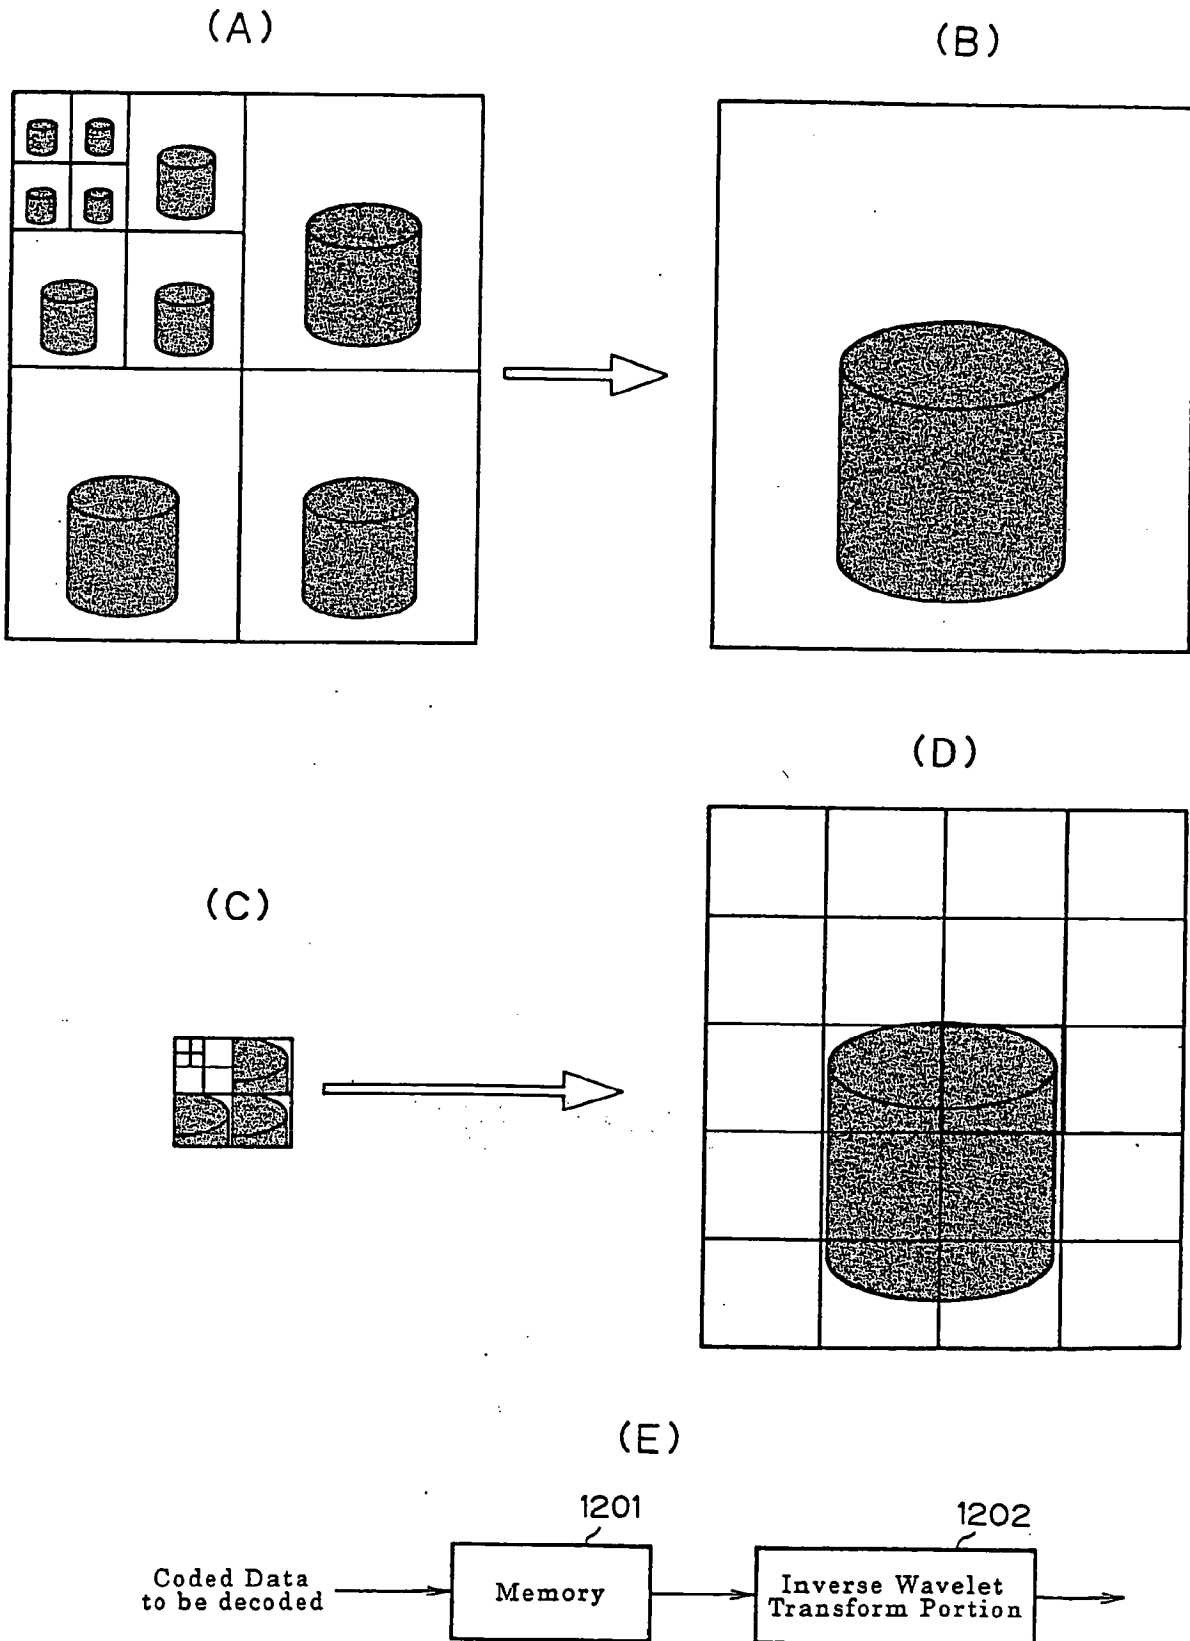 (A)
(B)
(C)
(D)
(E)
1201
1202
Coded Data
to be decoded
Memory
Inverse Wavelet
Transform Portion